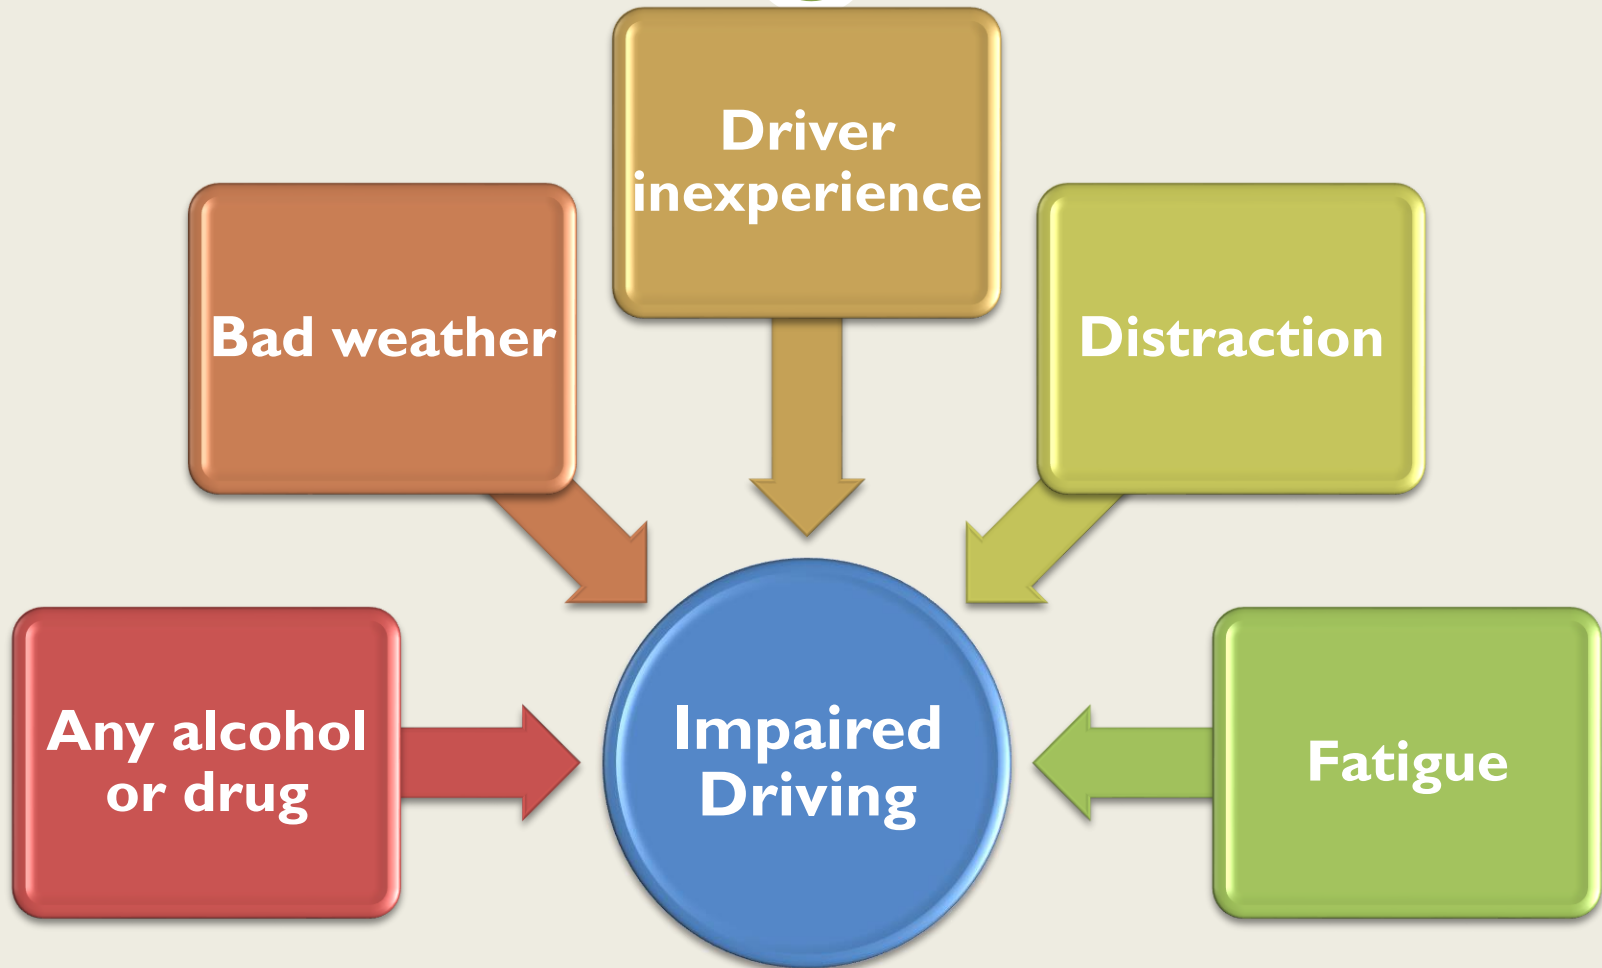 Driver
inexperience
Bad weather
Distraction
Any alcohol
or drug
Impaired
Driving
Fatigue